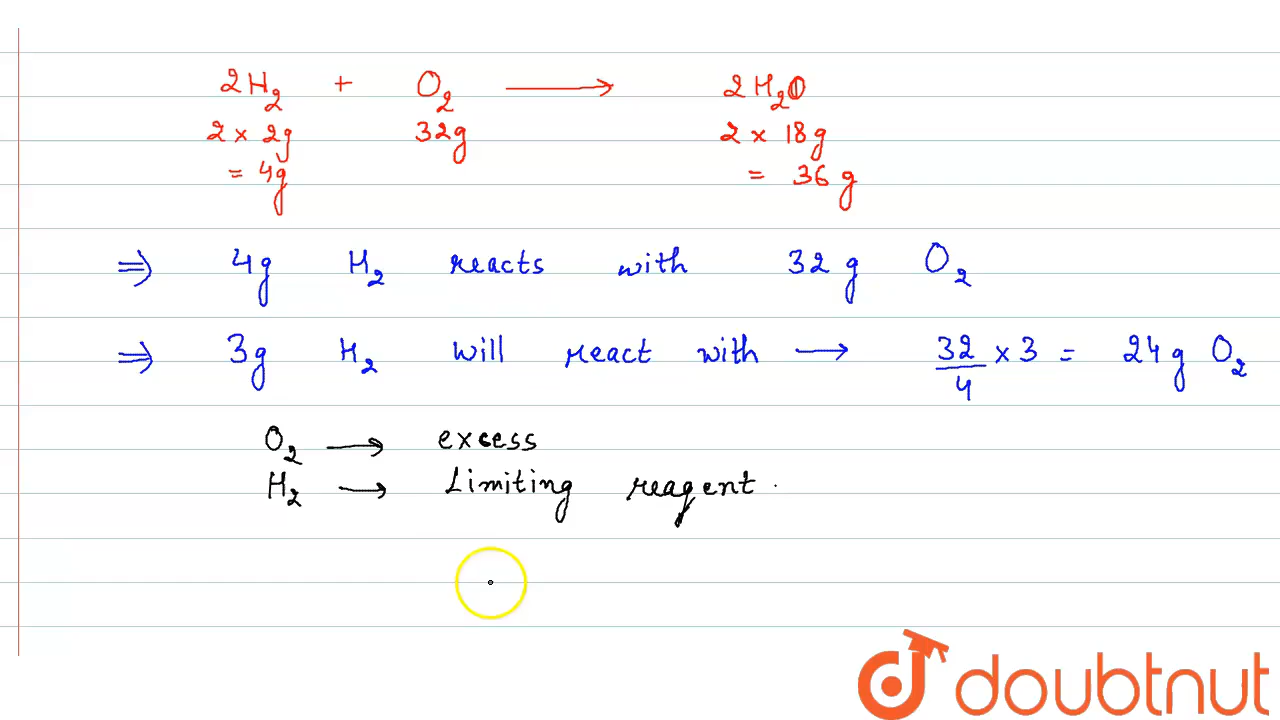 2H₂ + O₂ ⟶ 2H₂O
2 × 2g 32g 2 × 18g
= 4g = 36 g
⇒ 4g H₂ reacts with 32 g O₂
⇒ 3g H₂ will react with → 32/4 × 3 = 24 g O₂
O₂ → excess
H₂ → Limiting reagent.
doubtnut